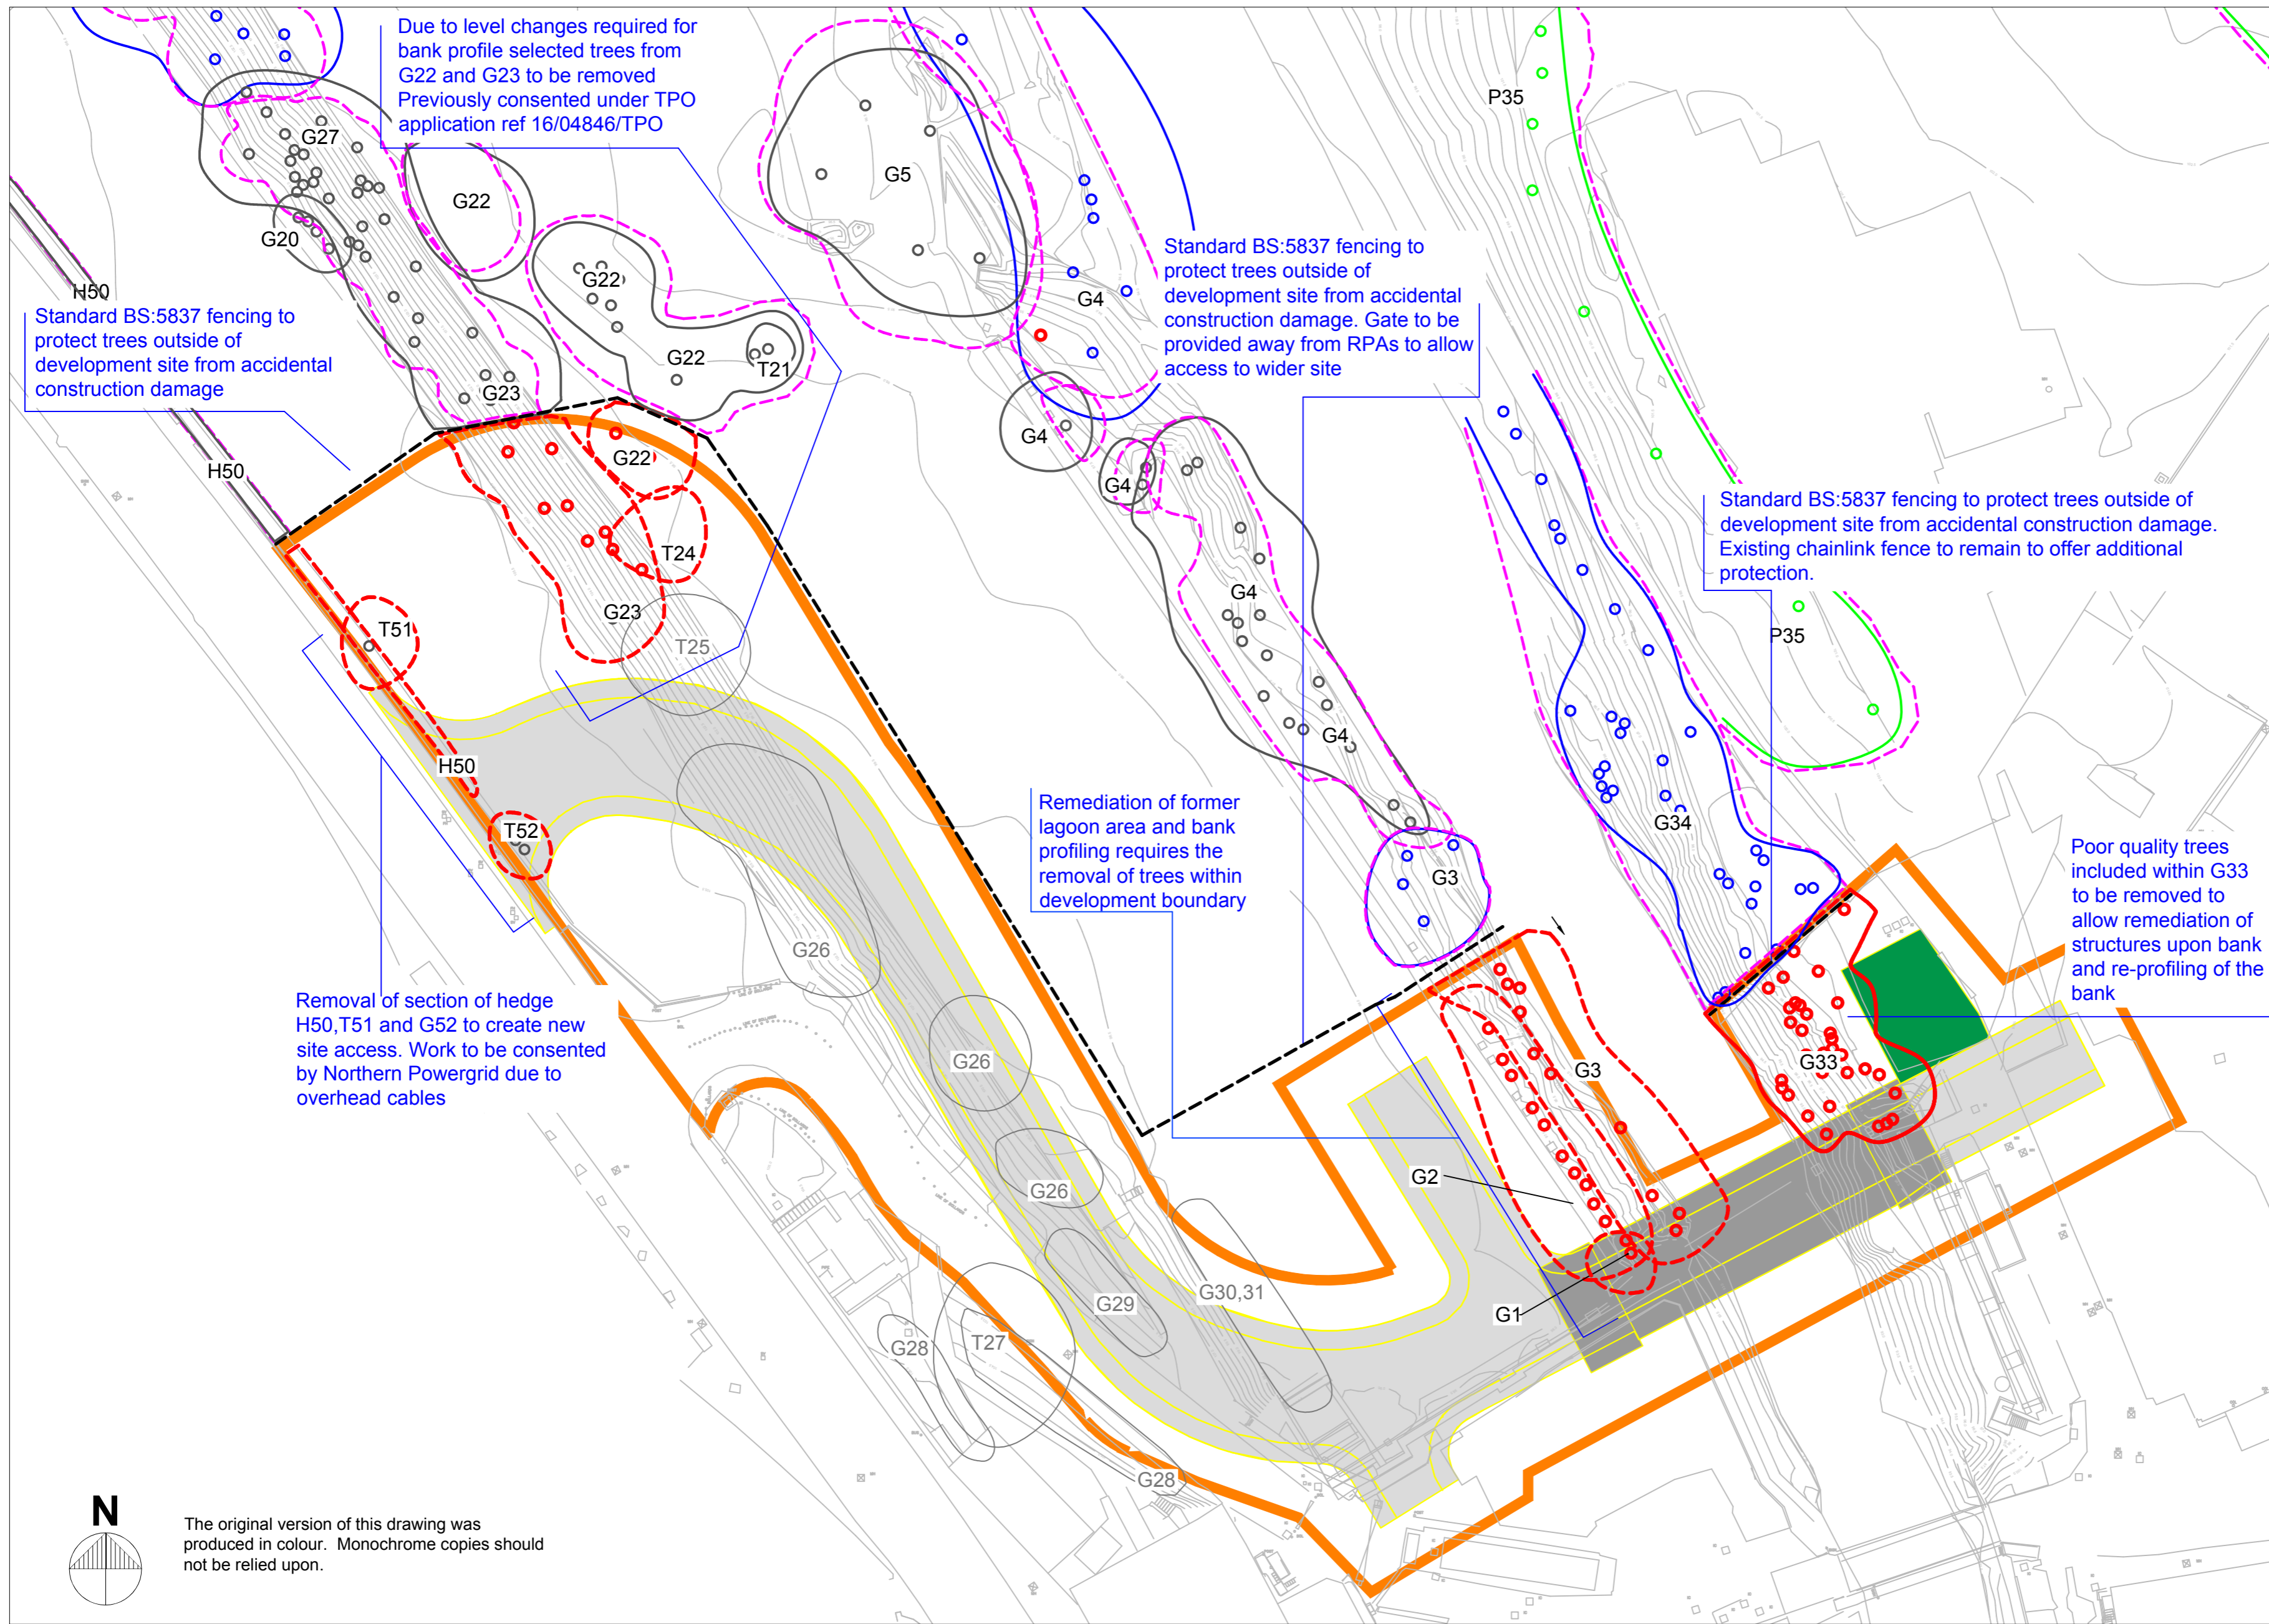 Due to level changes required for
bank profile selected trees from
G22 and G23 to be removed
Previously consented under TPO
application ref 16/04846/TPO
G27
G22
G20
G5
P35
Standard BS:5837 fencing to
protect trees outside of
development site from accidental
construction damage. Gate to be
provided away from RPAs to allow
access to wider site
G22
H50
G4
Standard BS:5837 fencing to
protect trees outside of
development site from accidental
construction damage
G22
T21
G23
G4
G22
H50
G4
Standard BS:5837 fencing to protect trees outside of
development site from accidental construction damage.
Existing chainlink fence to remain to offer additional
protection.
T24
G4
G23
T51
P35
T25
G4
H50
T52
G34
Remediation of former
lagoon area and bank
profiling requires the
removal of trees within
development boundary
G3
Poor quality trees
included within G33
to be removed to
allow remediation of
structures upon bank
and re-profiling of the
bank
G26
Removal of section of hedge
H50,T51 and G52 to create new
site access. Work to be consented
by Northern Powergrid due to
overhead cables
G26
G3
G33
G2
G26
G30,31
G29
G1
G28
T27
G28
N
The original version of this drawing was
produced in colour. Monochrome copies should
not be relied upon.